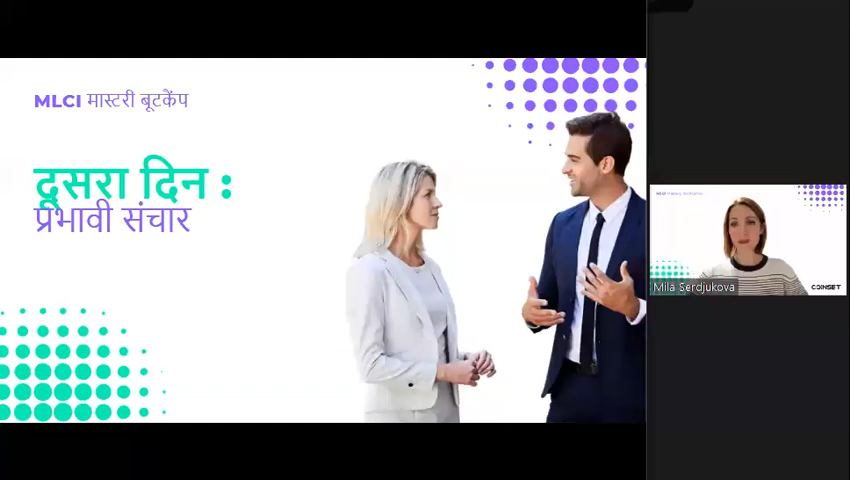 MLCI मास्टरी बूटकेंप
दूसरा दिन :
प्रभावी संचार
Mila Serdjukova
COINSET